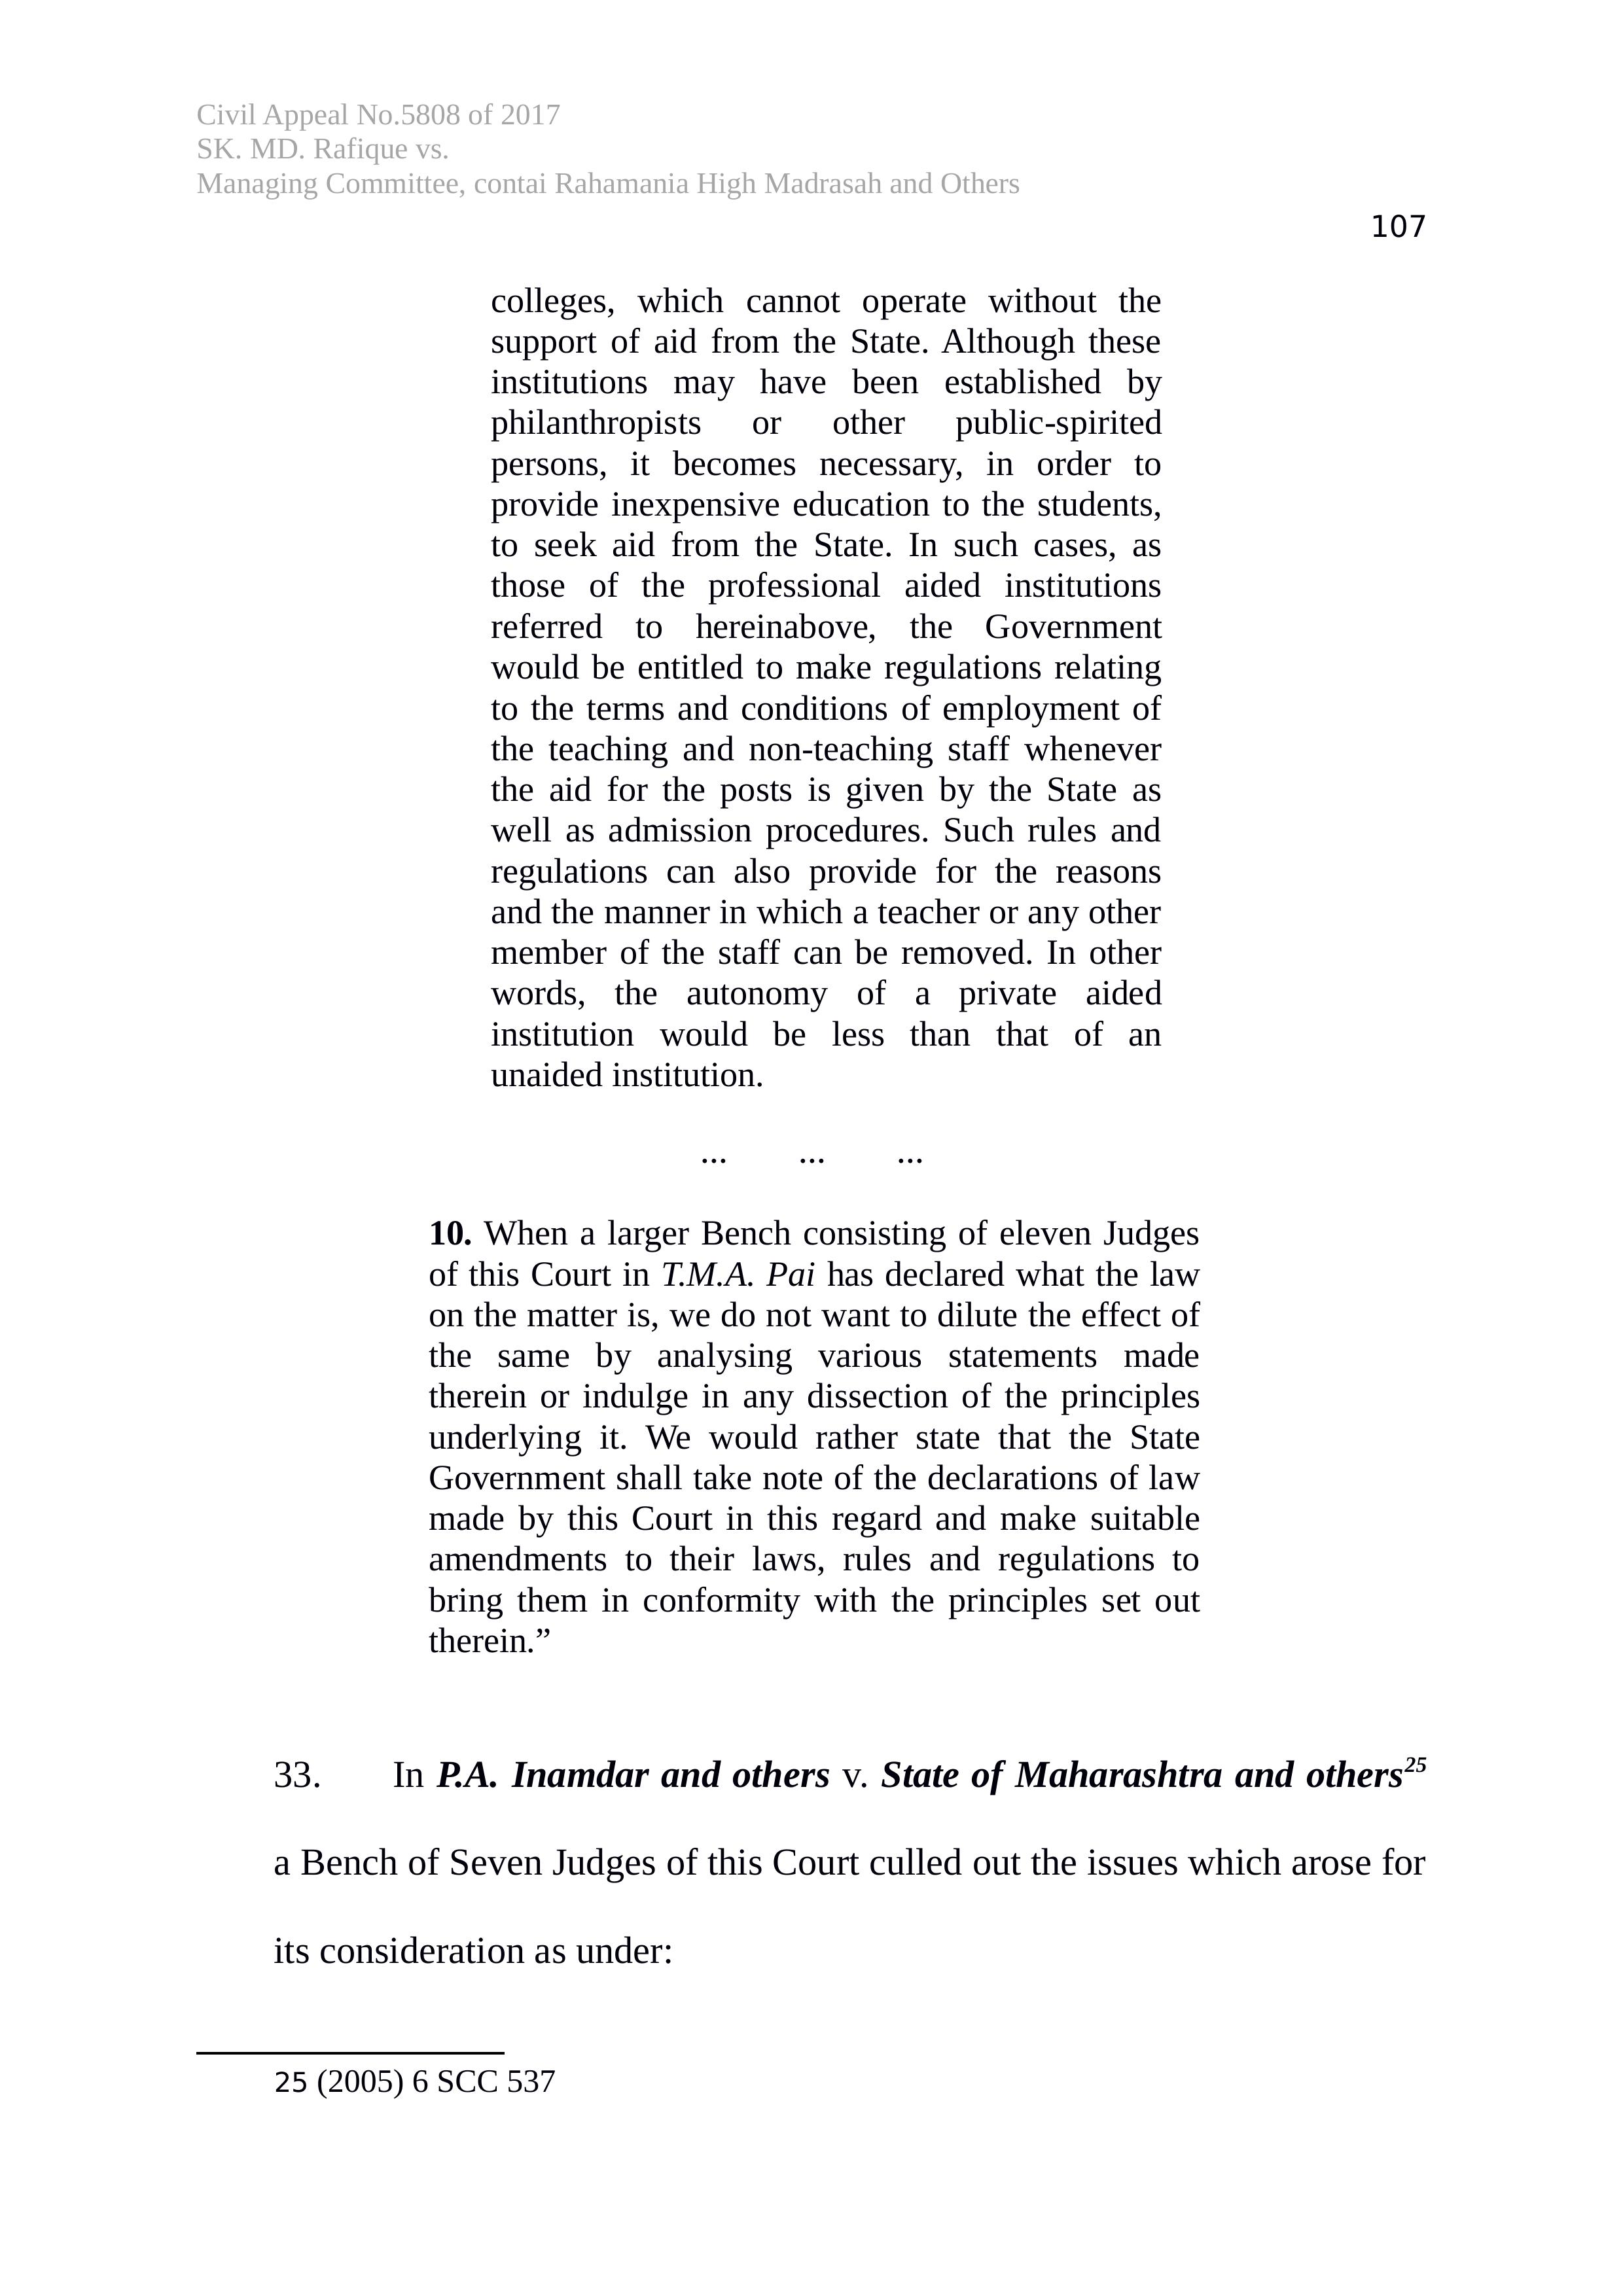 Civil Appeal No.5808 of 2017
SK. MD. Rafique vs.
Managing Committee, contai Rahamania High Madrasah and Others
107
colleges, which cannot operate without the
support of aid from the State. Although these
institutions may have been established by
philanthropists or other public-spirited
persons, it becomes necessary, in order to
provide inexpensive education to the students,
to seek aid from the State. In such cases, as
those of the professional aided institutions
referred to hereinabove, the Government
would be entitled to make regulations relating
to the terms and conditions of employment of
the teaching and non-teaching staff whenever
the aid for the posts is given by the State as
well as admission procedures. Such rules and
regulations can also provide for the reasons
and the manner in which a teacher or any other
member of the staff can be removed. In other
words, the autonomy of a private aided
institution would be less than that of an
unaided institution.
… … …
10. When a larger Bench consisting of eleven Judges
of this Court in T.M.A. Pai has declared what the law
on the matter is, we do not want to dilute the effect of
the same by analysing various statements made
therein or indulge in any dissection of the principles
underlying it. We would rather state that the State
Government shall take note of the declarations of law
made by this Court in this regard and make suitable
amendments to their laws, rules and regulations to
bring them in conformity with the principles set out
therein.”
33. In P.A. Inamdar and others v. State of Maharashtra and others25
a Bench of Seven Judges of this Court culled out the issues which arose for
its consideration as under:
25 (2005) 6 SCC 537